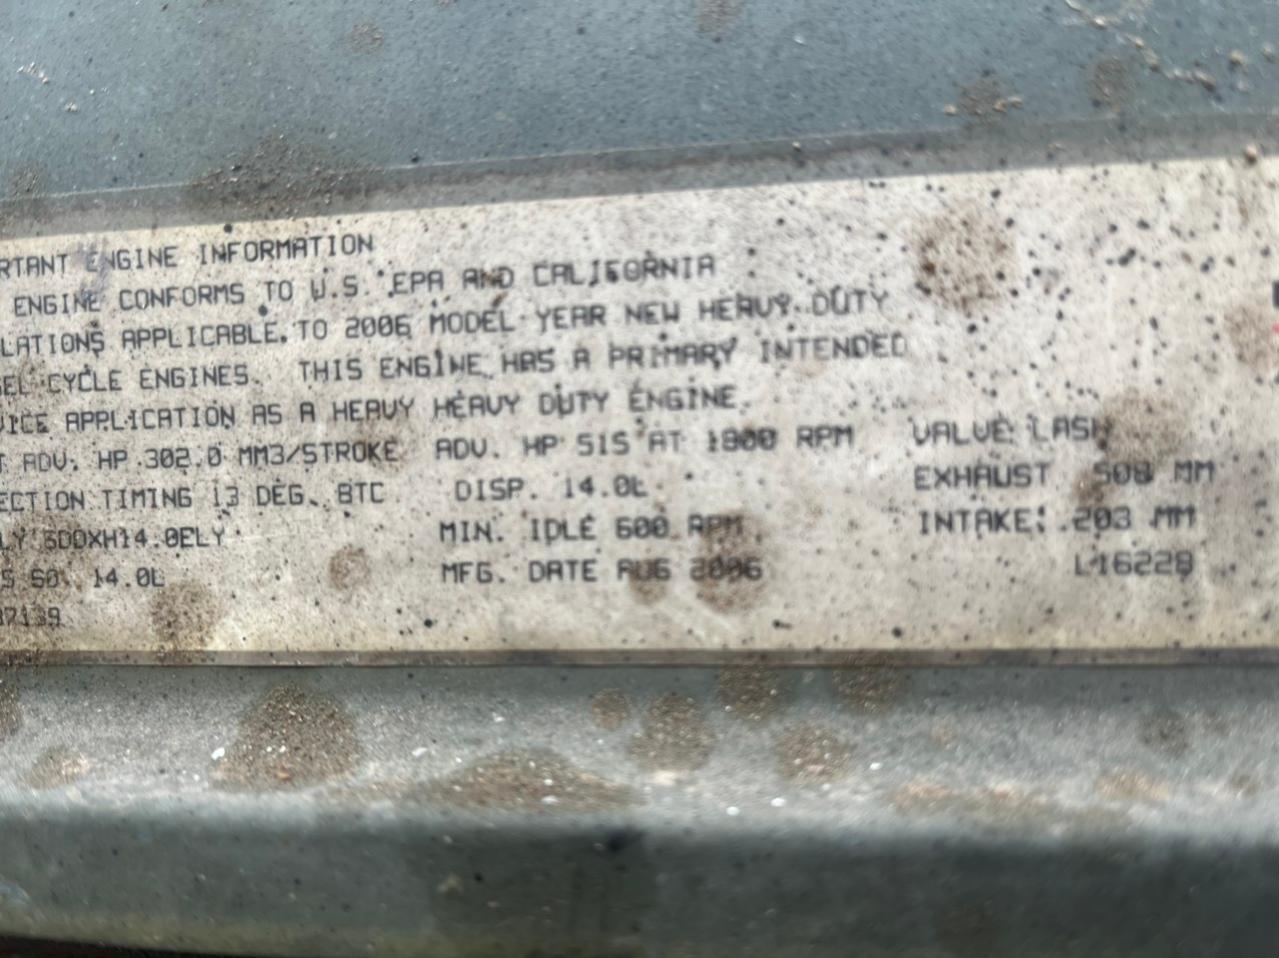 RTANT ENGINE INFORMATION
ENGINE CONFORMS TO U.S. EPA AND CALIFORNIA
LATIONS APPLICABLE TO 2006 MODEL YEAR NEW HEAVY DUTY
SEL CYCLE ENGINES. THIS ENGINE HAS A PRIMARY INTENDED
VICE APPLICATION AS A HEAVY HEAVY DUTY ENGINE.
T ADV. HP 302.0 MM3/STROKE ADV. HP 515 AT 1800 RPM VALVE LASH
ECTION TIMING 13 DEG. BTC DISP. 14.0L EXHAUST .508 MM
LY 6DDXH14.0ELY MIN. IDLE 600 RPM INTAKE: .203 MM
S 60. 14.0L MFG. DATE AUG 2006 L16228
37139